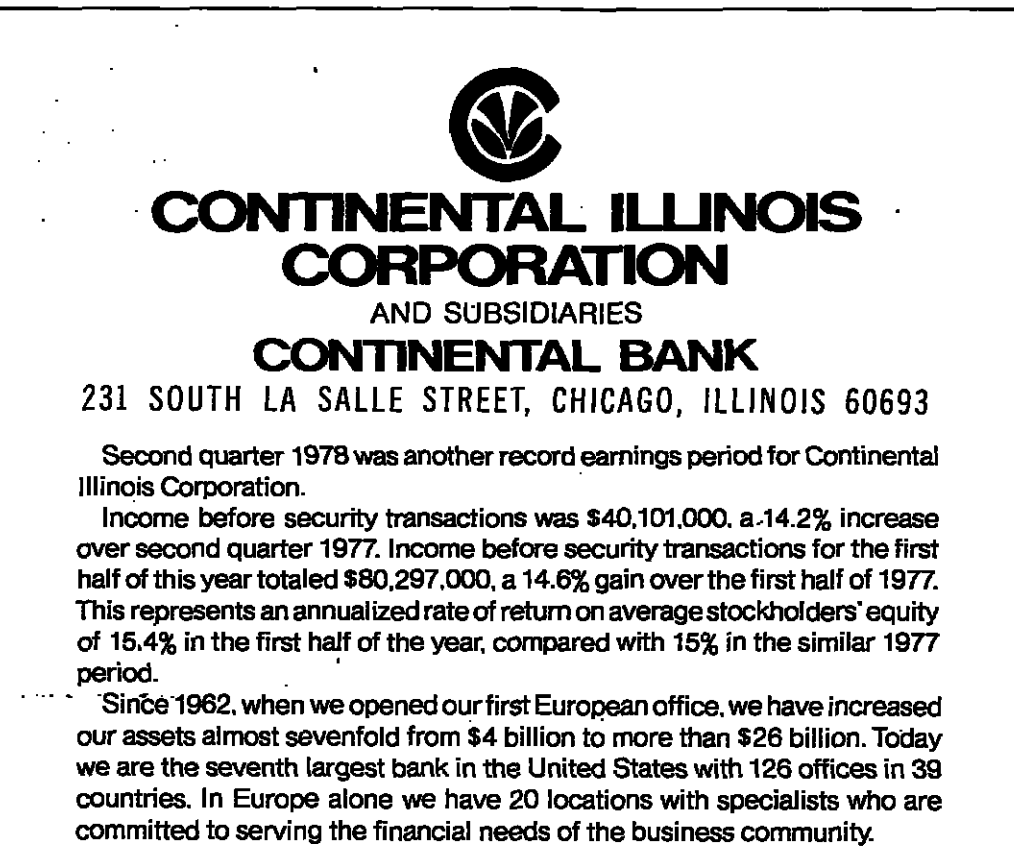 CONTINENTAL ILLINOIS
CORPORATION
AND SUBSIDIARIES
CONTINENTAL BANK
231 SOUTH LA SALLE STREET, CHICAGO, ILLINOIS 60693
Second quarter 1978 was another record earnings period for Continental
Illinois Corporation.
Income before security transactions was $40,101,000, a 14.2% increase
over second quarter 1977. Income before security transactions for the first
half of this year totaled $80,297,000, a 14.6% gain over the first half of 1977.
This represents an annualized rate of return on average stockholders' equity
of 15.4% in the first half of the year, compared with 15% in the similar 1977
period.
Since 1962, when we opened our first European office, we have increased
our assets almost sevenfold from $4 billion to more than $26 billion. Today
we are the seventh largest bank in the United States with 126 offices in 39
countries. In Europe alone we have 20 locations with specialists who are
committed to serving the financial needs of the business community.